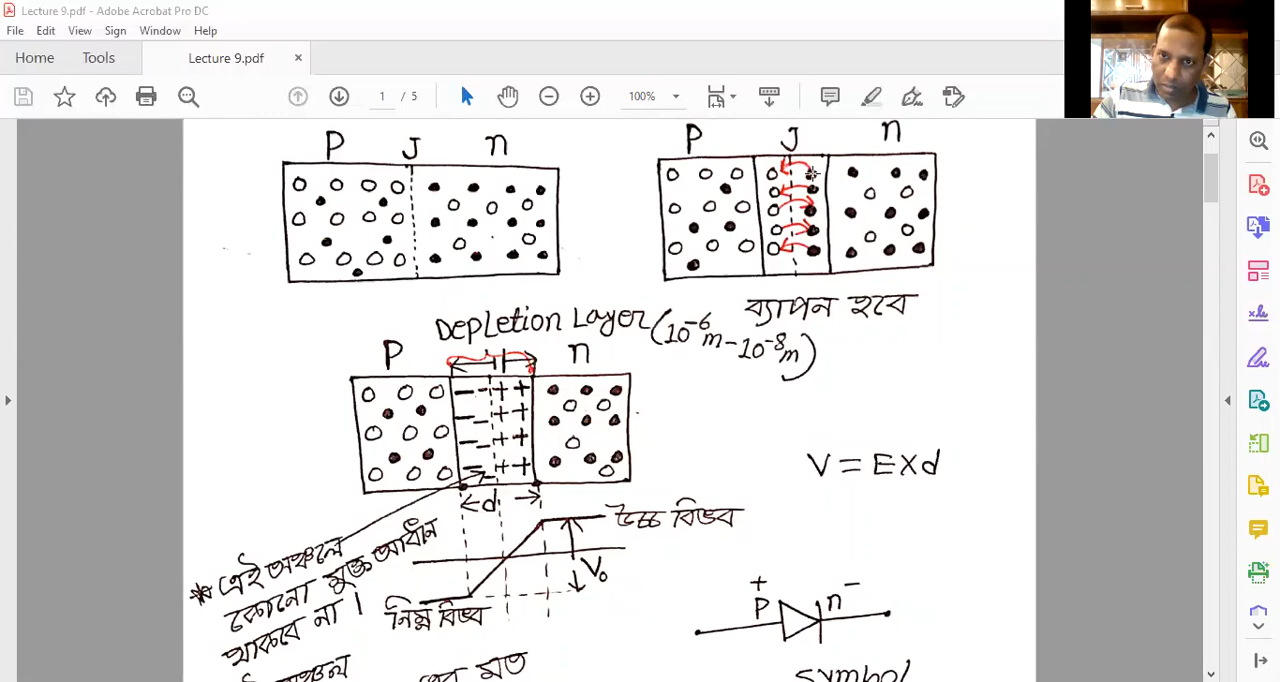 Lecture 9.pdf - Adobe Acrobat Pro DC
File Edit View Sign Window Help
Home Tools Lecture 9.pdf ×
1 / 5 100%
P J n
P J n
ব্যাপন হবে
Depletion Layer (10⁻⁶m - 10⁻⁸m)
P n
V = E X d
d
উচ্চ বিভব
V₀
নিম্ন বিভব
* এই অঞ্চলে
কোনো মুক্ত আধান
থাকবে না।
+ −
P n
মত
symbol